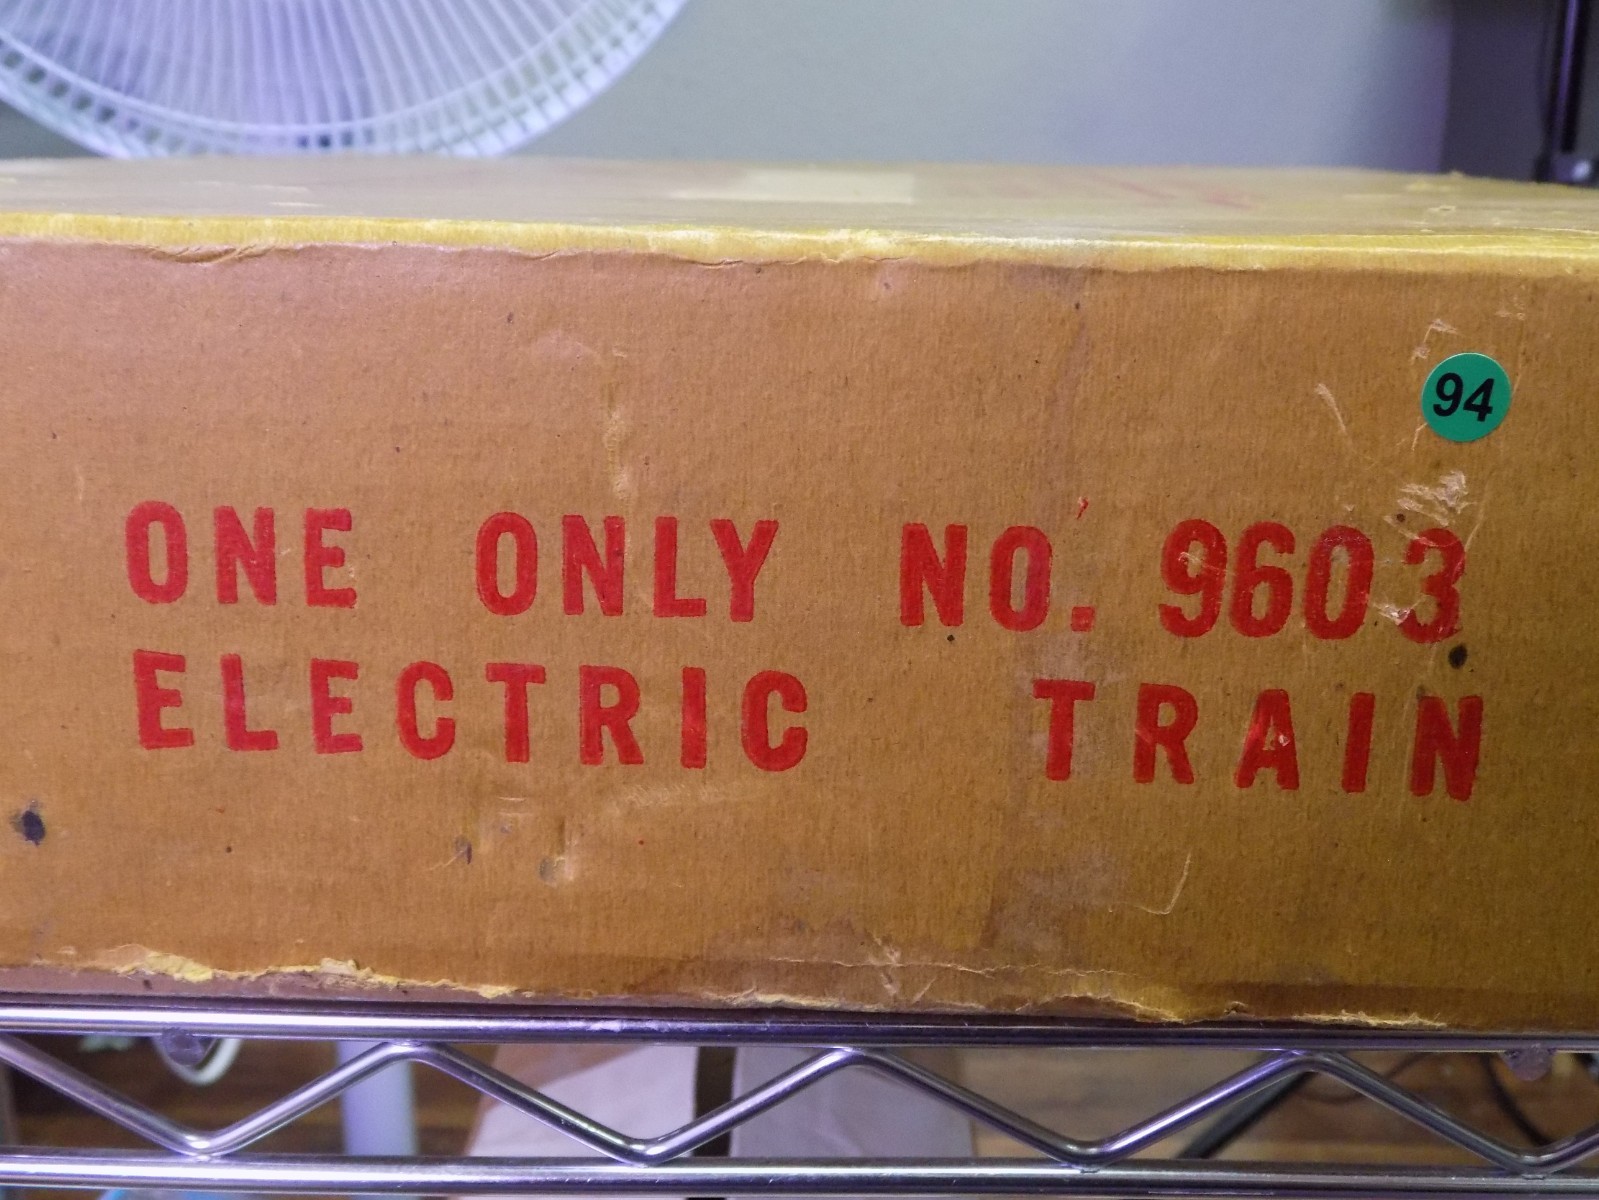 94
ONE ONLY NO. 9603
ELECTRIC TRAIN